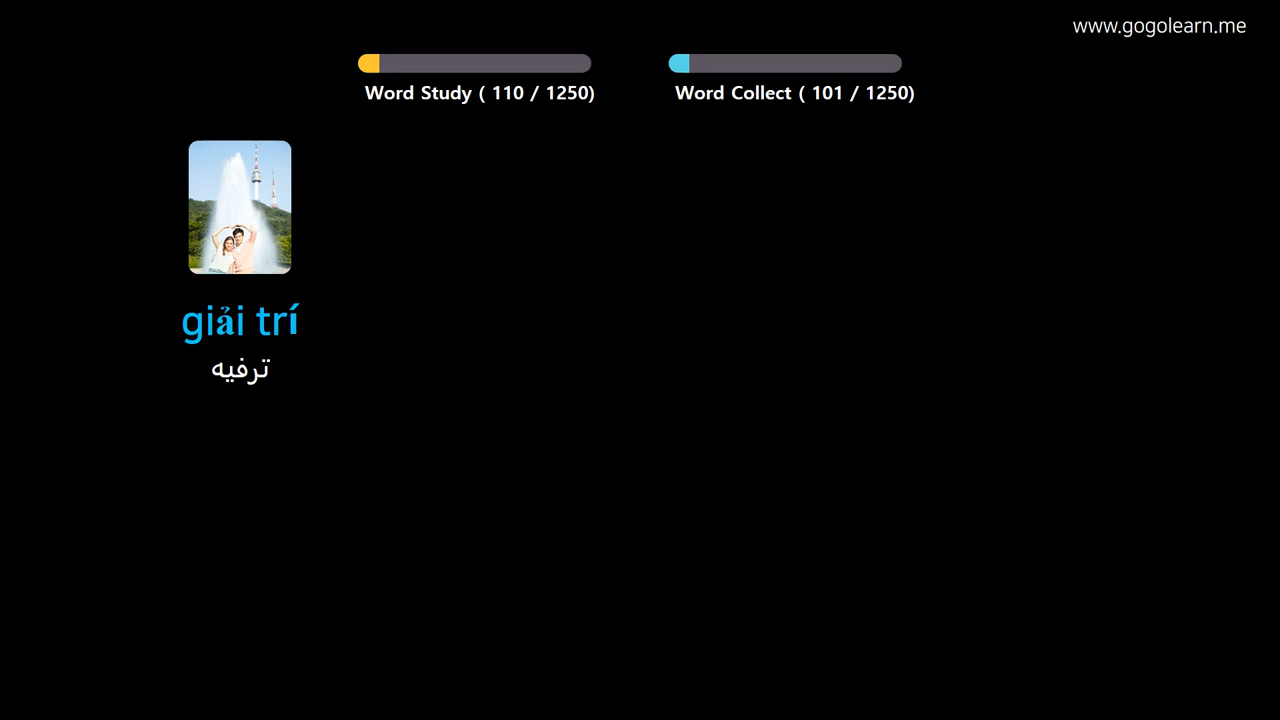 www.gogolearn.me
Word Study ( 110 / 1250)
Word Collect ( 101 / 1250)
giải trí
ترفيه